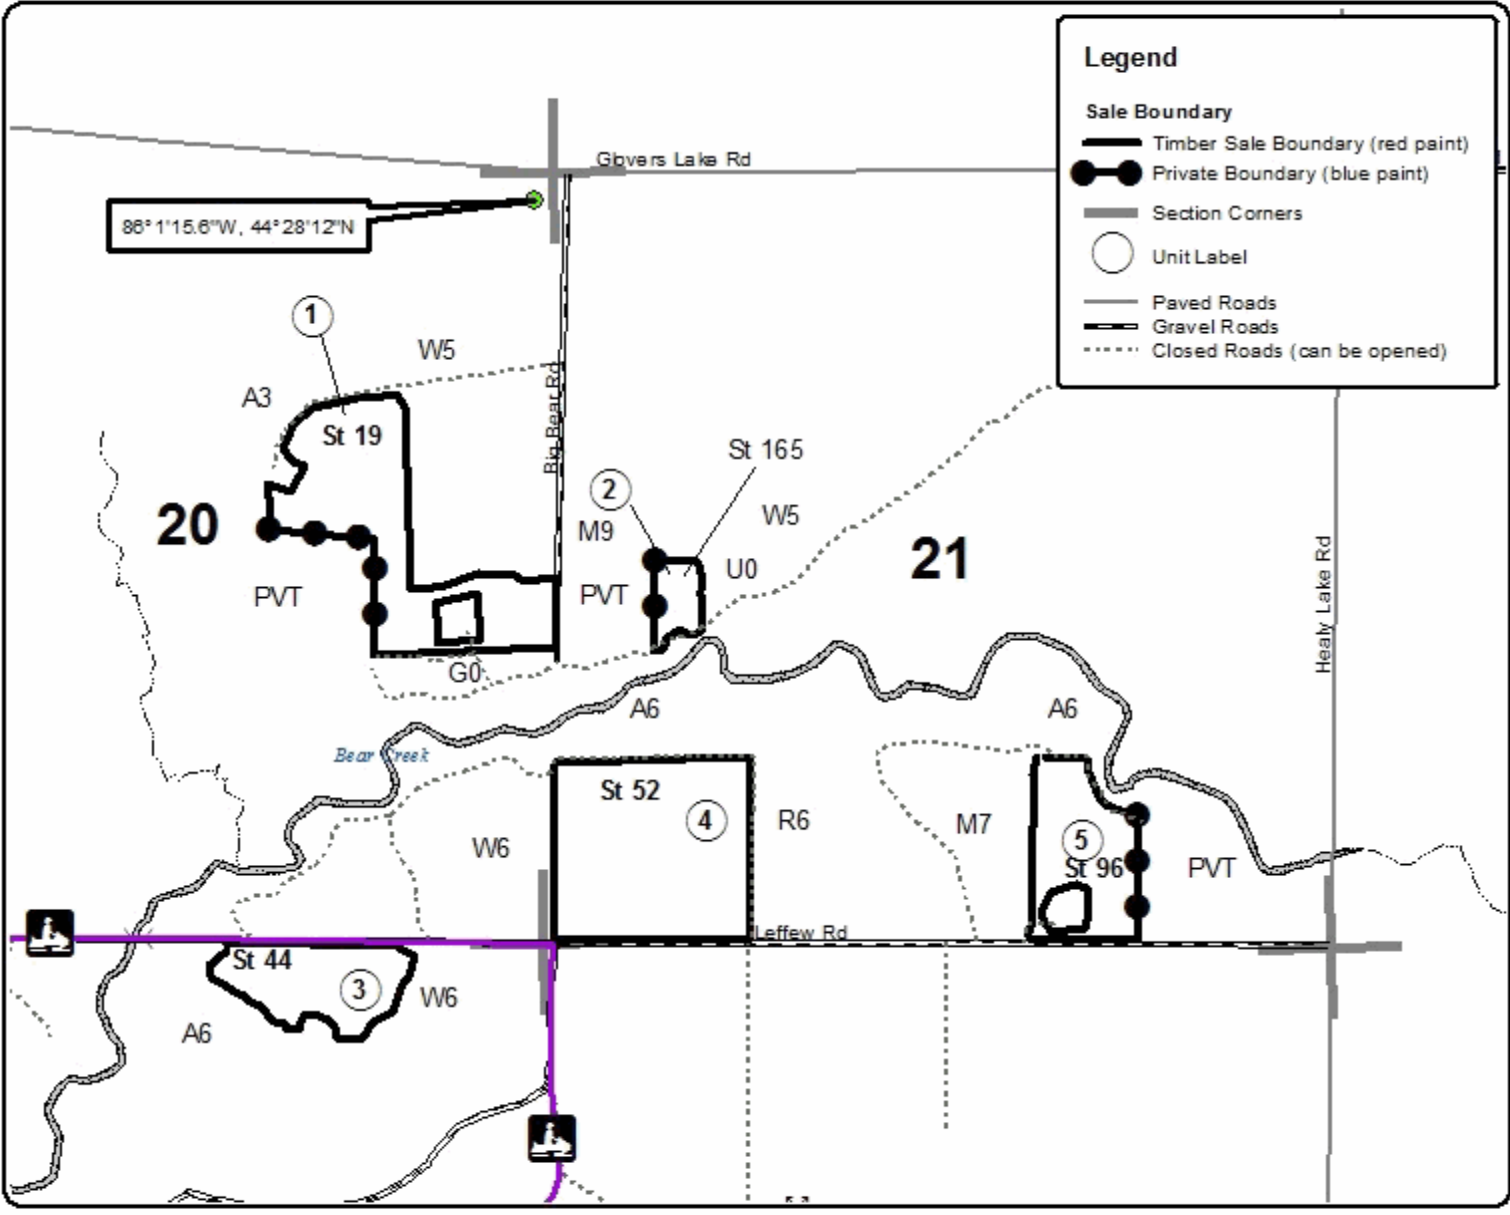 Legend
Sale Boundary
Timber Sale Boundary (red paint)
Private Boundary (blue paint)
Section Corners
Unit Label
Paved Roads
Gravel Roads
Closed Roads (can be opened)
Glovers Lake Rd
86°1'15.6"W, 44°28'12"N
1
W5
A3
St 19
Big Bear Rd
St 165
2
W5
M9
20
21
U0
PVT
PVT
Healy Lake Rd
G0
A6
A6
Bear Creek
St 52
4
R6
M7
5
W6
St 96
PVT
Leffew Rd
St 44
3
W6
A6